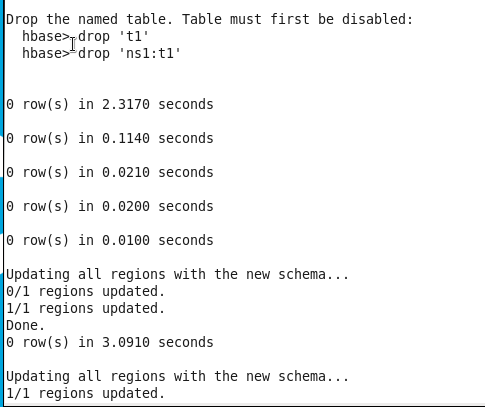 Drop the named table. Table must first be disabled:
hbase> drop 't1'
hbase> drop 'ns1:t1'
0 row(s) in 2.3170 seconds
0 row(s) in 0.1140 seconds
0 row(s) in 0.0210 seconds
0 row(s) in 0.0200 seconds
0 row(s) in 0.0100 seconds
Updating all regions with the new schema...
0/1 regions updated.
1/1 regions updated.
Done.
0 row(s) in 3.0910 seconds
Updating all regions with the new schema...
1/1 regions updated.